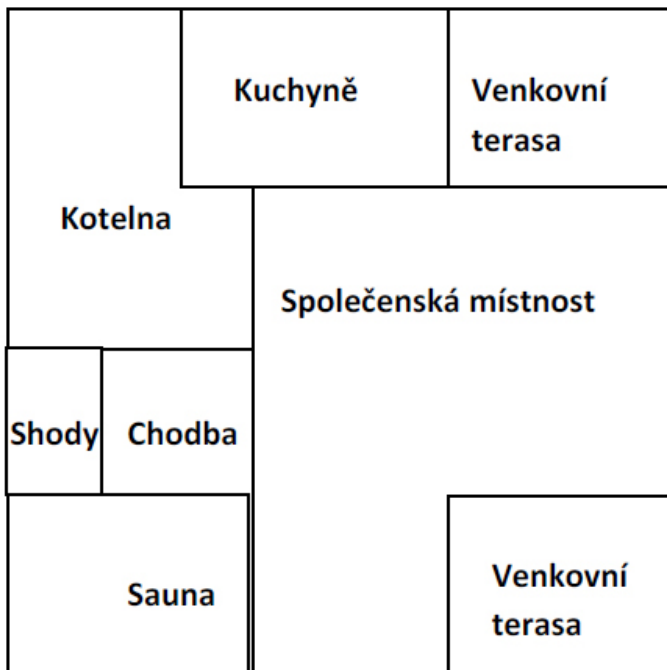 Kuchyně
Venkovní
terasa
Kotelna
Společenská místnost
Shody
Chodba
Sauna
Venkovní
terasa